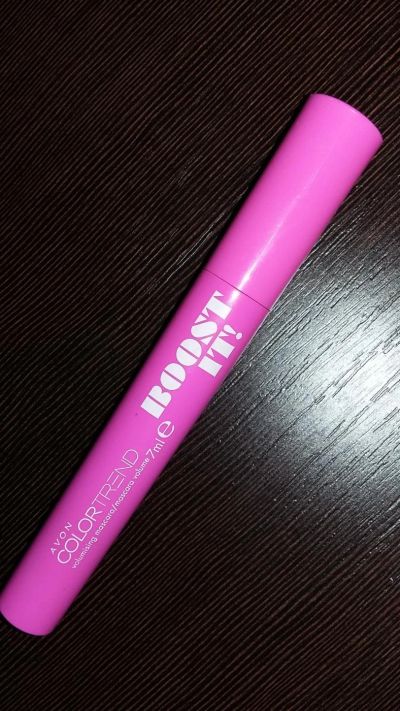 BOOST
IT!
AVON
COLORTREND
volumising mascara/mascara volume 7ml e